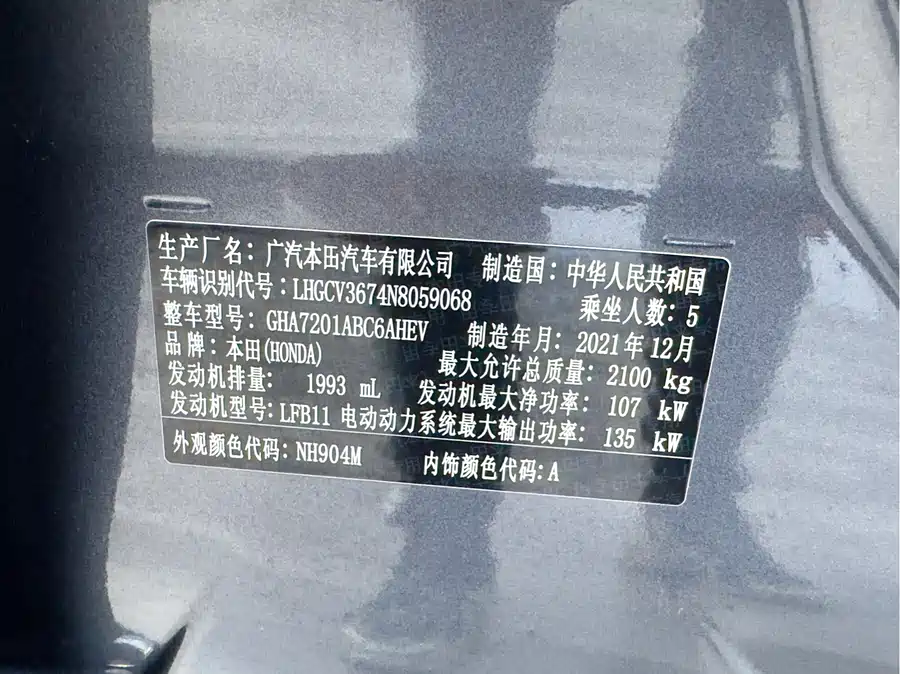 生产厂名：广汽本田汽车有限公司 制造国：中华人民共和国
车辆识别代号：LHGCV3674N8059068 乘坐人数：5
整车型号：GHA7201ABC6AHEV 制造年月：2021年12月
品牌：本田(HONDA) 最大允许总质量：2100 kg
发动机排量： 1993 mL 发动机最大净功率： 107 kW
发动机型号：LFB11 电动动力系统最大输出功率： 135 kW
外观颜色代码：NH904M 内饰颜色代码：A